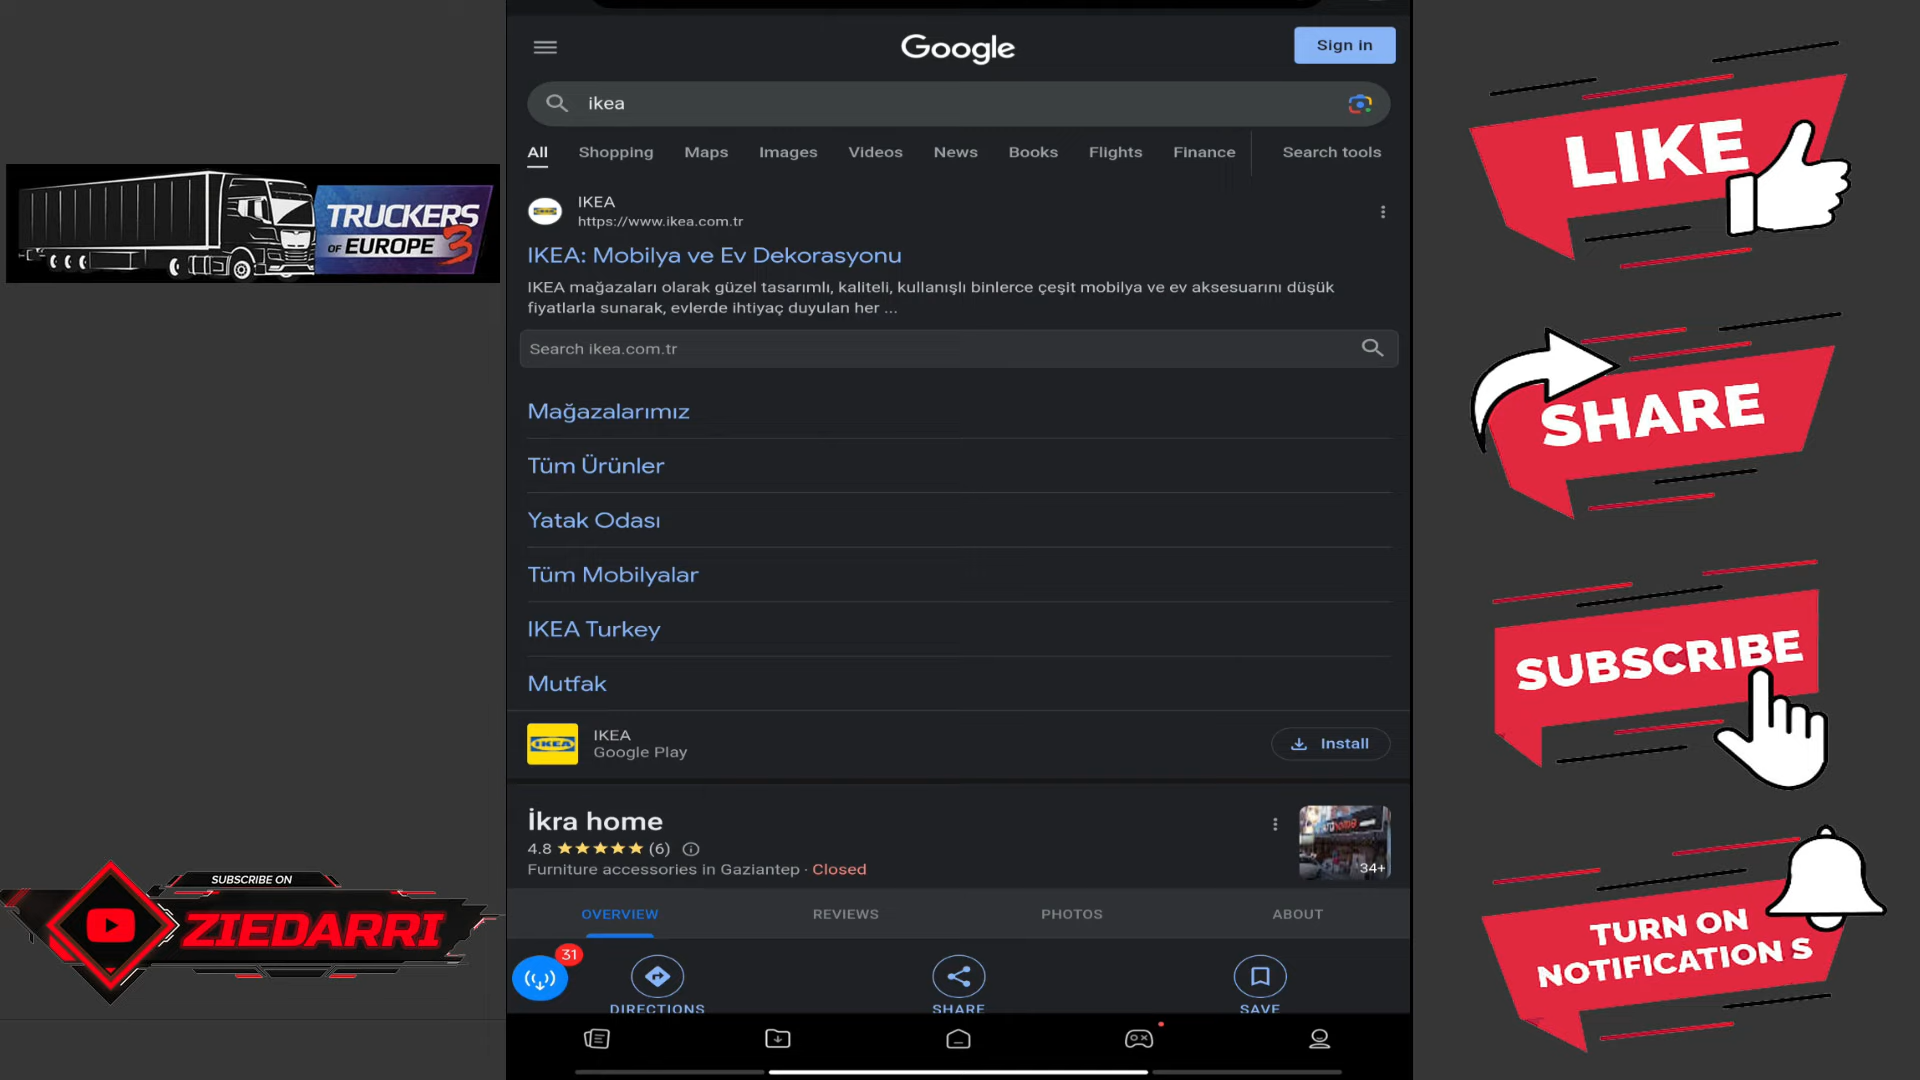 Google
Sign in
ikea
All Shopping Maps Images Videos News Books Flights Finance Search tools
IKEA
https://www.ikea.com.tr
IKEA: Mobilya ve Ev Dekorasyonu
IKEA mağazaları olarak güzel tasarımlı, kaliteli, kullanışlı binlerce çeşit mobilya ve ev aksesuarını düşük
fiyatlarla sunarak, evlerde ihtiyaç duyulan her ...
Search ikea.com.tr
Mağazalarımız
Tüm Ürünler
Yatak Odası
Tüm Mobilyalar
IKEA Turkey
Mutfak
IKEA
IKEA
Google Play
Install
İkra home
4.8 ★★★★★ (6)
Furniture accessories in Gaziantep · Closed
34+
OVERVIEW REVIEWS PHOTOS ABOUT
31
DIRECTIONS SHARE SAVE
TRUCKERS
OF EUROPE 3
SUBSCRIBE ON
ZIEDARRI
LIKE
SHARE
SUBSCRIBE
TURN ON
NOTIFICATION S